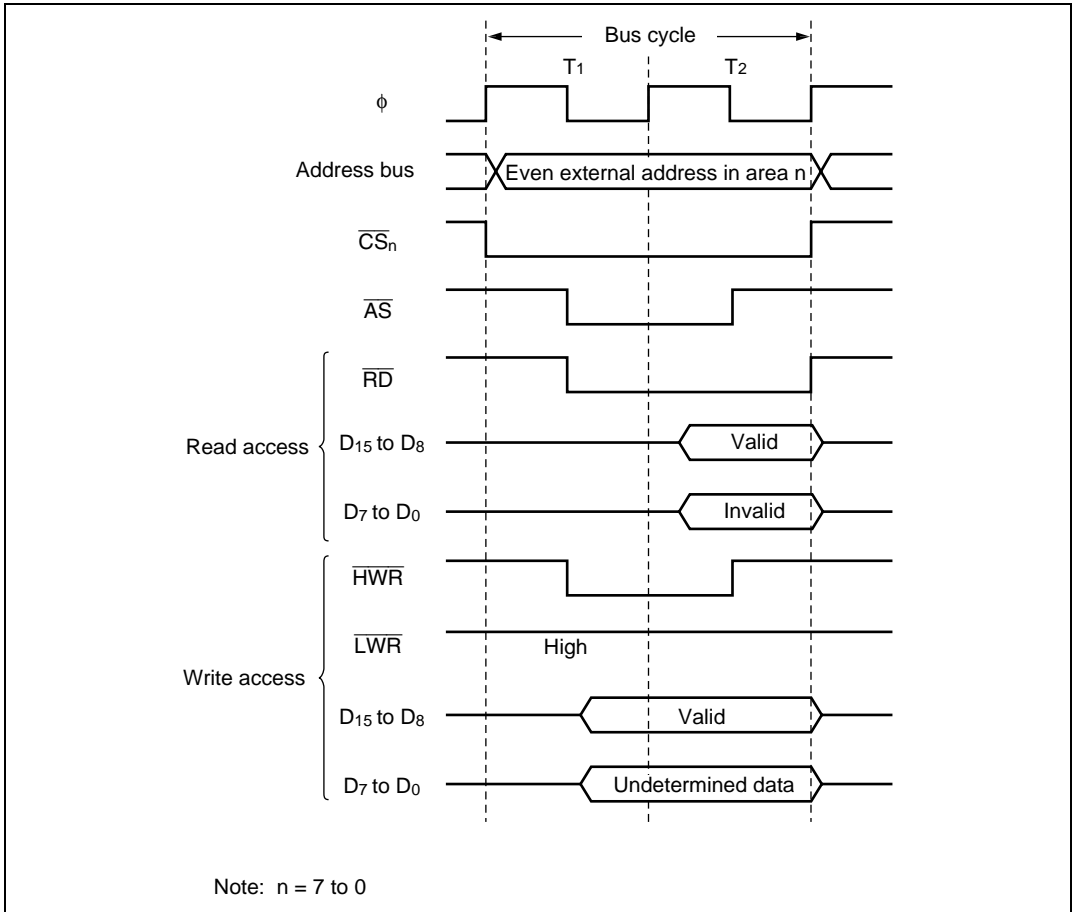 Bus cycle
T1 T2
φ
Address bus Even external address in area n
CSn
AS
RD
Read access D15 to D8 Valid
D7 to D0 Invalid
HWR
LWR High
Write access
D15 to D8 Valid
D7 to D0 Undetermined data
Note: n = 7 to 0